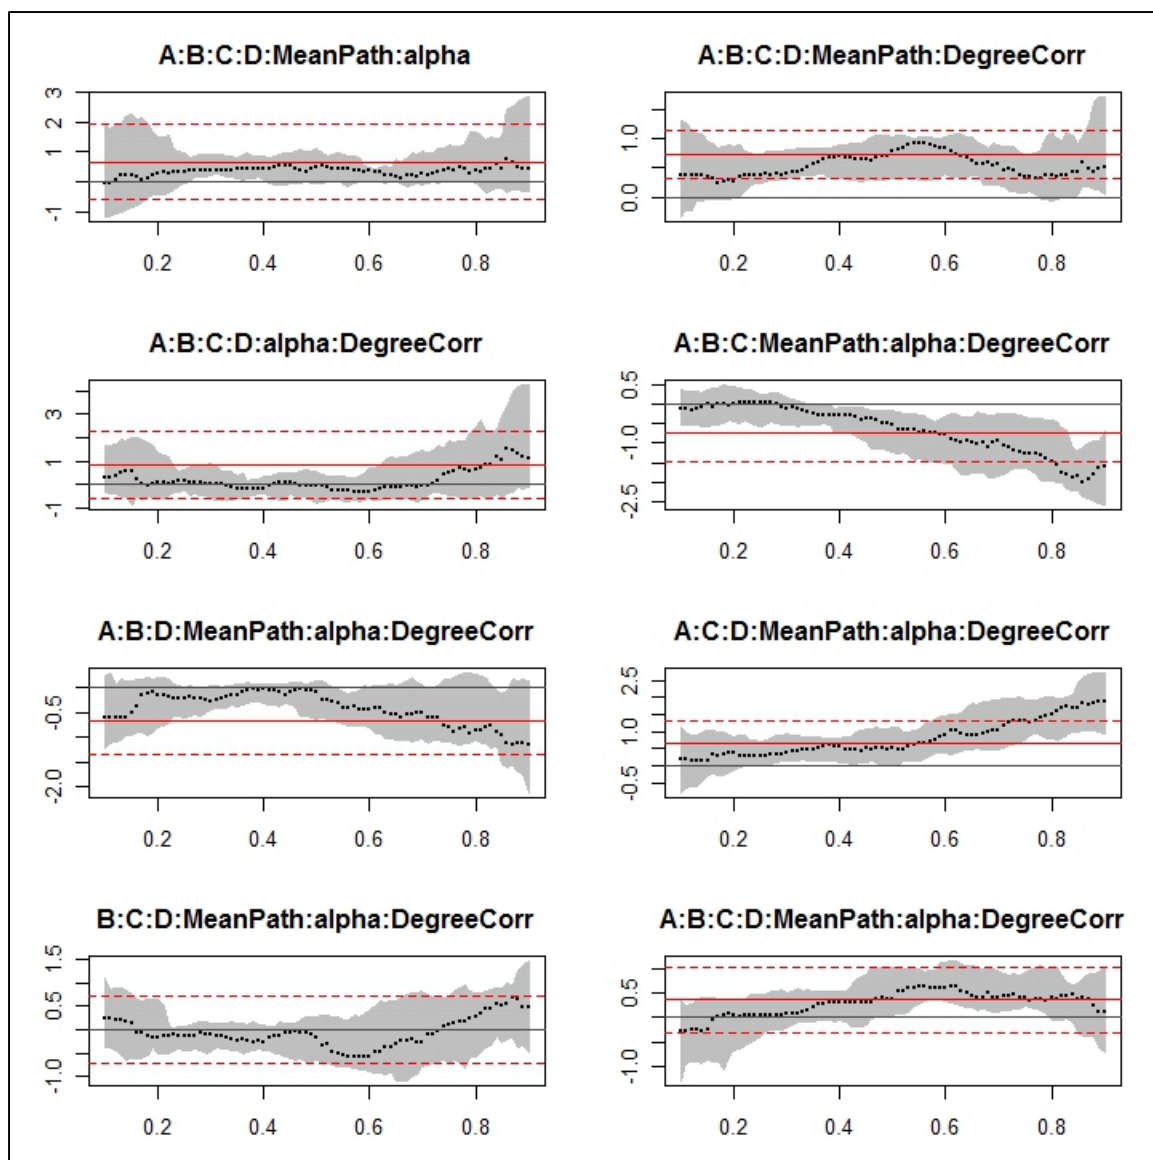 A:B:C:D:MeanPath:alpha
3
2
1
-1
0.2 0.4 0.6 0.8
A:B:C:D:MeanPath:DegreeCorr
1.0
0.0
0.2 0.4 0.6 0.8
A:B:C:D:alpha:DegreeCorr
3
1
-1
0.2 0.4 0.6 0.8
A:B:C:MeanPath:alpha:DegreeCorr
0.5
-1.0
-2.5
0.2 0.4 0.6 0.8
A:B:D:MeanPath:alpha:DegreeCorr
-0.5
-2.0
0.2 0.4 0.6 0.8
A:C:D:MeanPath:alpha:DegreeCorr
2.5
1.0
-0.5
0.2 0.4 0.6 0.8
B:C:D:MeanPath:alpha:DegreeCorr
1.5
0.5
-1.0
0.2 0.4 0.6 0.8
A:B:C:D:MeanPath:alpha:DegreeCorr
0.5
-1.0
0.2 0.4 0.6 0.8